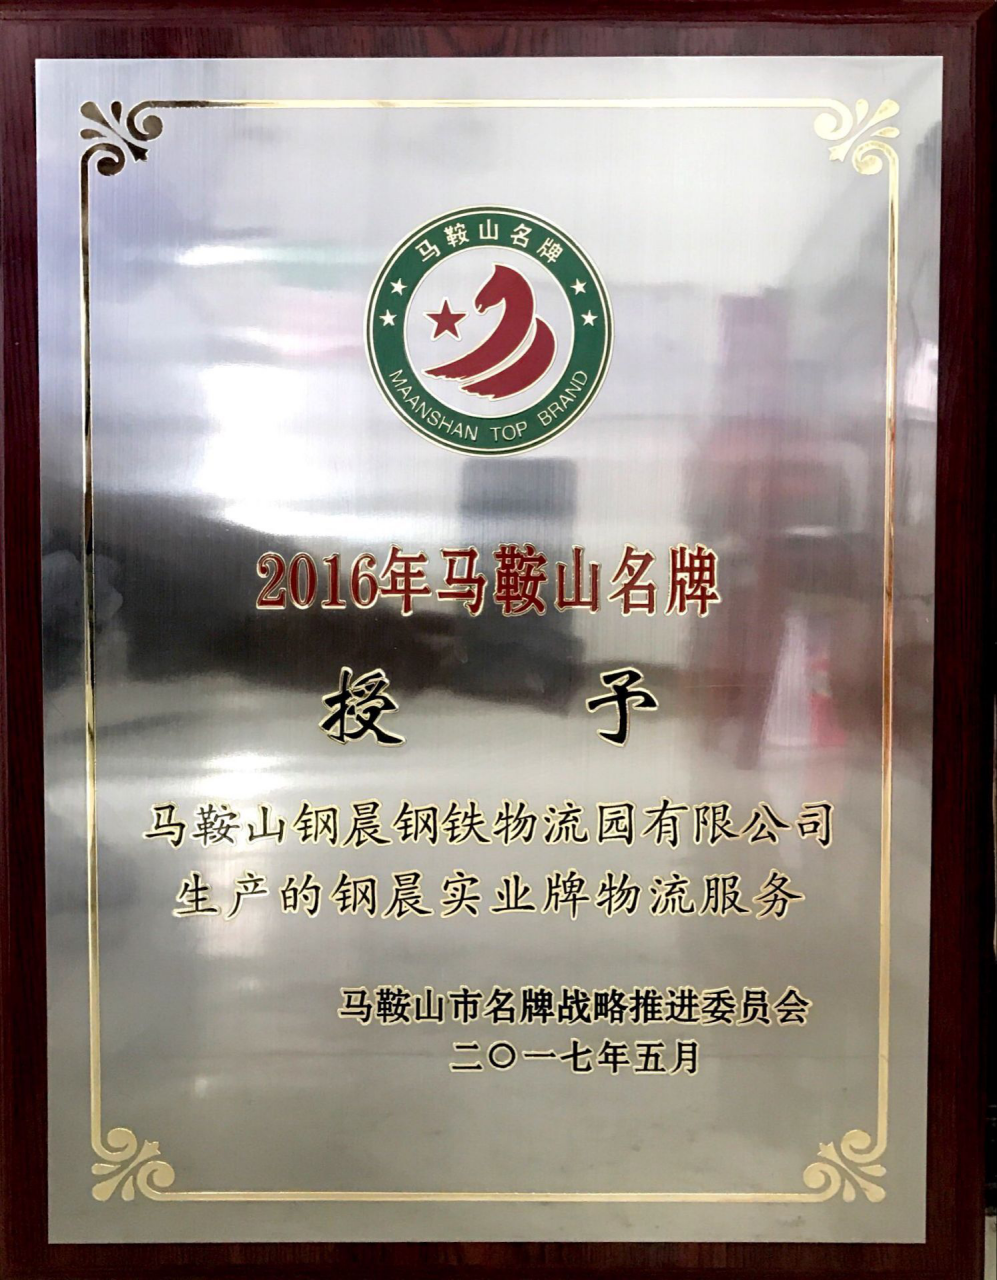 马鞍山名牌
MAANSHAN TOP BRAND
2016年马鞍山名牌
授 予
马鞍山钢晨钢铁物流园有限公司
生产的钢晨实业牌物流服务
马鞍山市名牌战略推进委员会
二〇一七年五月